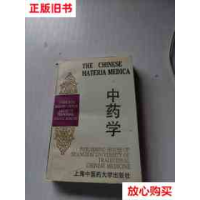 正版旧书
THE CHINESE
MATERIA MEDICA
中药学
PUBLISHING HOUSE OF
SHANGHAI UNIVERSITY OF
TRADITIONAL
CHINESE MEDICINE
上海中医药大学出版社